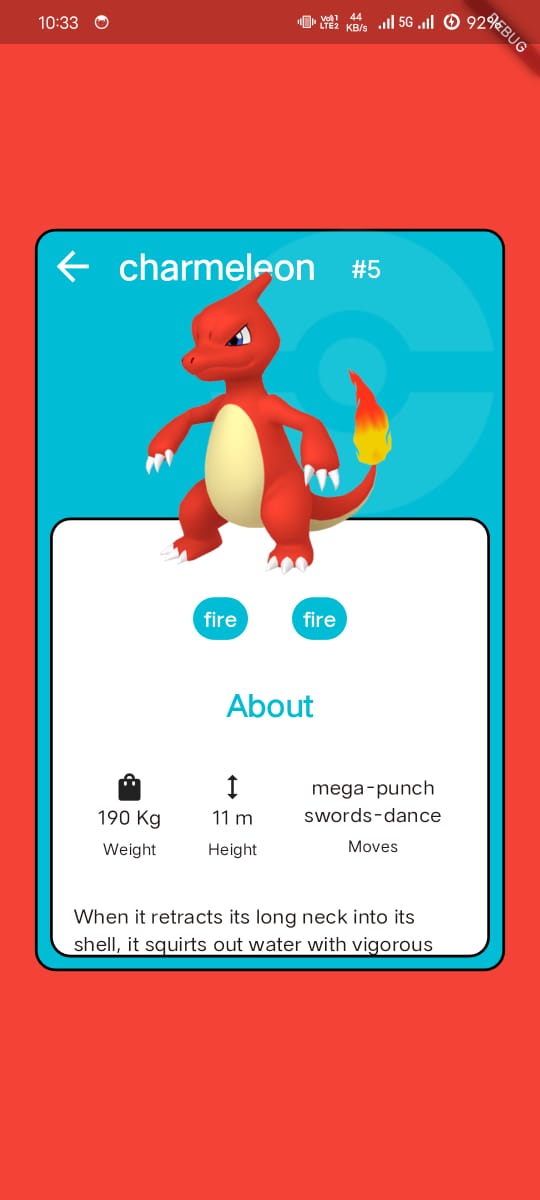 10:33
Vo)) 1
LTE2
44
KB/s
5G
92%
DEBUG
charmeleon #5
fire fire
About
mega-punch
swords-dance
190 Kg 11 m
Weight Height Moves
When it retracts its long neck into its
shell, it squirts out water with vigorous